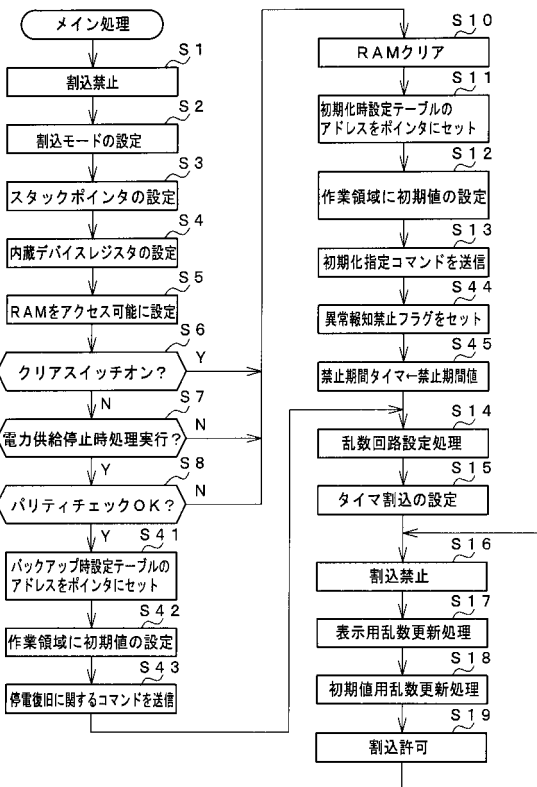 メイン処理
S1
割込禁止
S2
割込モードの設定
S3
スタックポインタの設定
S4
内蔵デバイスレジスタの設定
S5
RAMをアクセス可能に設定
S6
クリアスイッチオン?
Y
N
S7
電力供給停止時処理実行?
N
Y
S8
パリティチェックOK?
N
Y
S41
バックアップ時設定テーブルの
アドレスをポインタにセット
S42
作業領域に初期値の設定
S43
停電復旧に関するコマンドを送信
S10
RAMクリア
S11
初期化時設定テーブルの
アドレスをポインタにセット
S12
作業領域に初期値の設定
S13
初期化指定コマンドを送信
S44
異常報知禁止フラグをセット
S45
禁止期間タイマ←禁止期間値
S14
乱数回路設定処理
S15
タイマ割込の設定
S16
割込禁止
S17
表示用乱数更新処理
S18
初期値用乱数更新処理
S19
割込許可